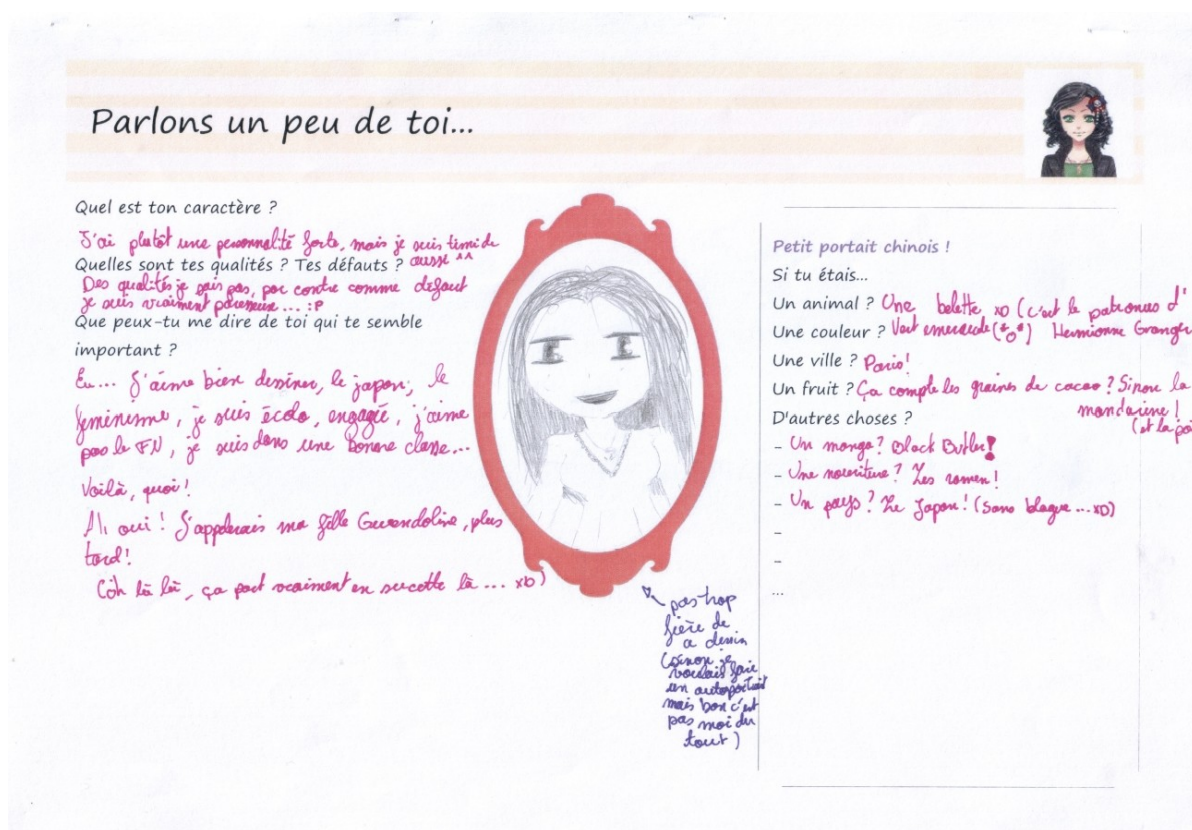 Parlons un peu de toi...
Quel est ton caractère ?
J'ai plutôt une personnalité forte, mais je suis timide
aussi ^^
Quelles sont tes qualités ? Tes défauts ?
Des qualités je sais pas, par contre comme défaut
je suis vraiment paresseuse... :P
Que peux-tu me dire de toi qui te semble
important ?
Eu... J'aime bien dessiner, le japon, le
feminisme, je suis écolo, engagée, j'aime
pas le FN, je suis dans une bonne classe...
Voilà, quoi!
Ah oui! J'appelerais ma fille Gwendoline, plus
tard!
(Oh là là, ça part vraiment en sucette là... xD)
pas trop
fière de
ce dessin
(sinon je
voulais faire
un autoportrait
mais bon c'est
pas moi du
tout)
Petit portait chinois !
Si tu étais...
Un animal ? Une belette xD (c'est le patronus d'
Hermionne Granger
Une couleur ? Vert emeraude (*o*)
Une ville ? Paris!
Un fruit ? Ça compte les graines de cacao? Sinon la
mandarine!
(et la
D'autres choses ?
- Un manga? Black Butler!
- Une nourriture? Les ramen!
- Un pays? Le Japon! (Sans blague...xD)
-
-
...